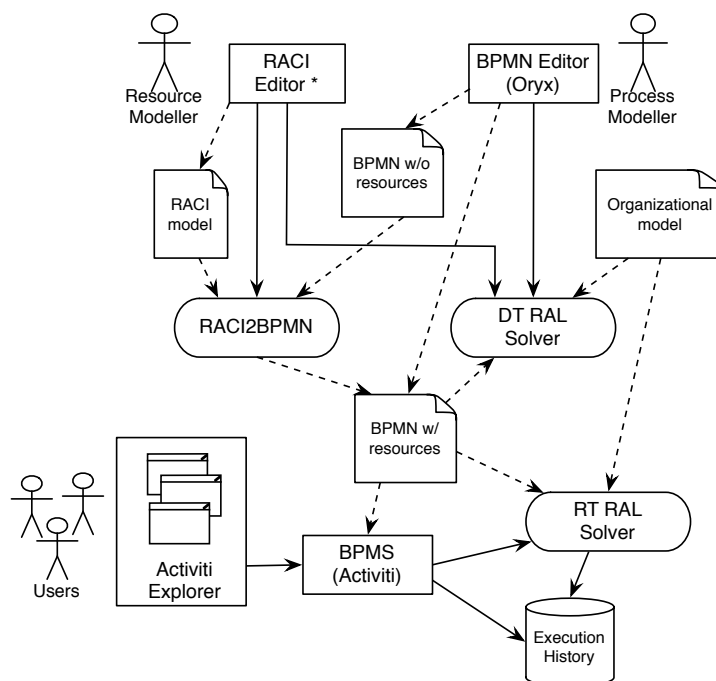 RACI
Editor *
BPMN Editor
(Oryx)
Resource
Modeller
Process
Modeller
BPMN w/o
resources
RACI
model
Organizational
model
RACI2BPMN
DT RAL
Solver
BPMN w/
resources
RT RAL
Solver
BPMS
(Activiti)
Activiti
Explorer
Users
Execution
History